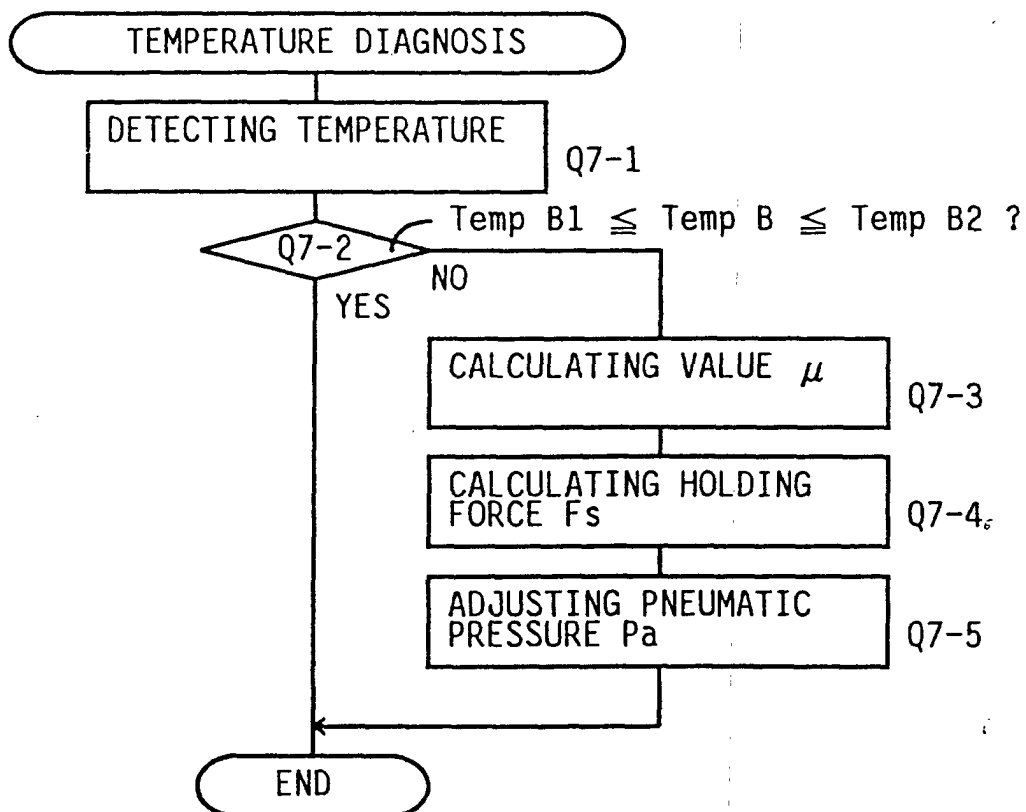 TEMPERATURE DIAGNOSIS
DETECTING TEMPERATURE
Q7-1
Temp B1 ≦ Temp B ≦ Temp B2 ?
Q7-2
NO
YES
CALCULATING VALUE μ
Q7-3
CALCULATING HOLDING
FORCE Fs
Q7-4
ADJUSTING PNEUMATIC
PRESSURE Pa
Q7-5
END